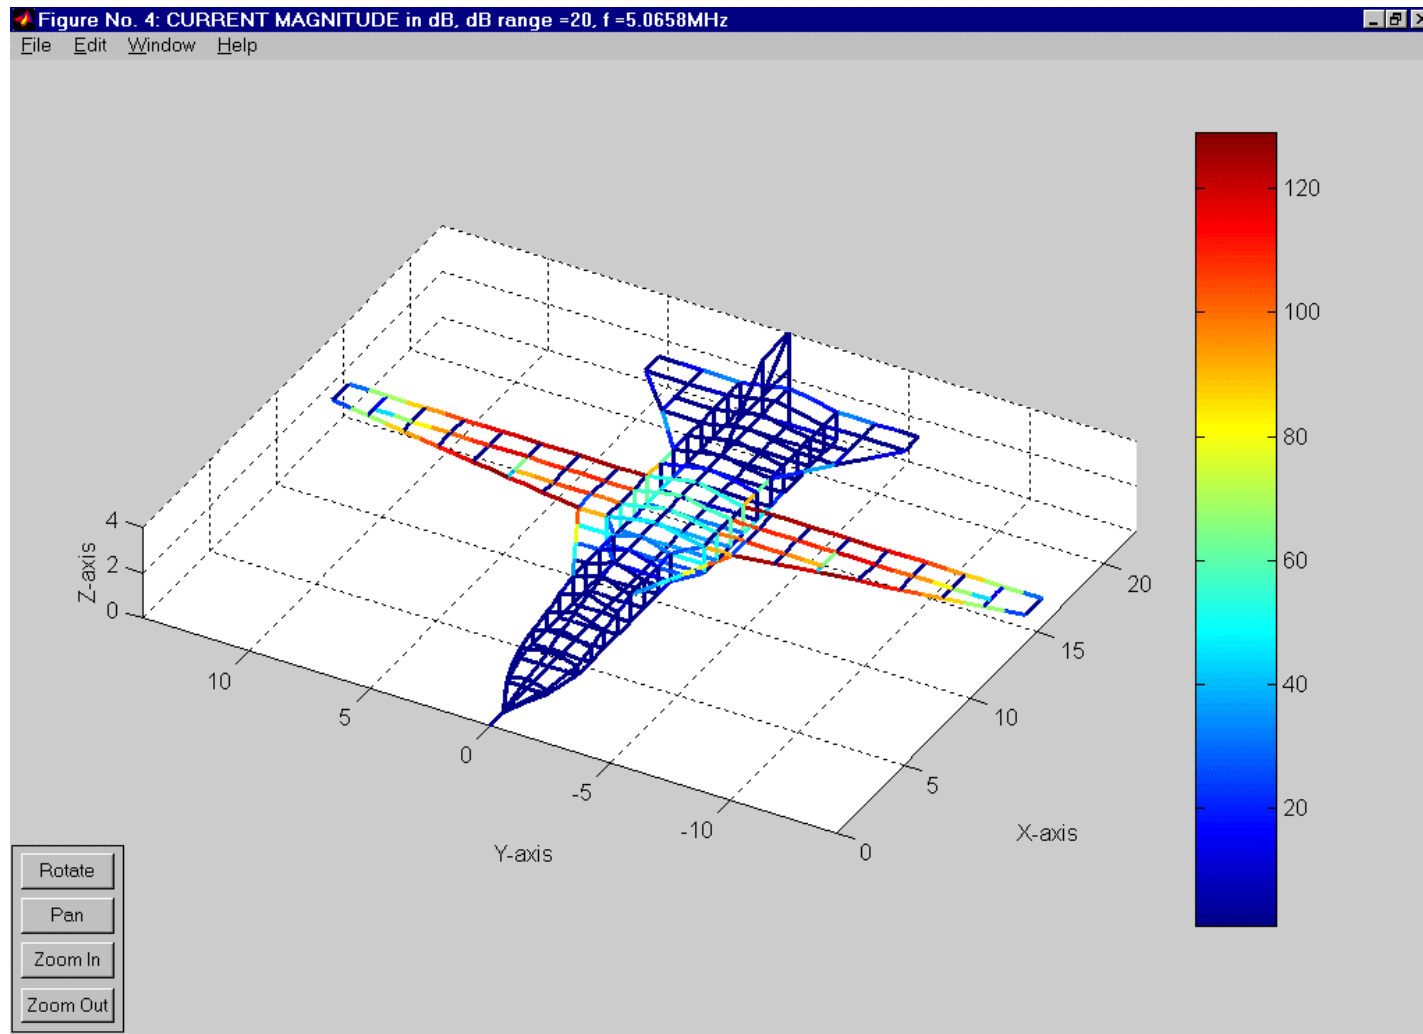 Figure No. 4: CURRENT MAGNITUDE in dB, dB range =20, f =5.0658MHz
File Edit Window Help
120
100
80
60
40
20
4
2
0
Z-axis
10
5
0
-5
-10
Y-axis
0
5
10
15
20
X-axis
Rotate
Pan
Zoom In
Zoom Out